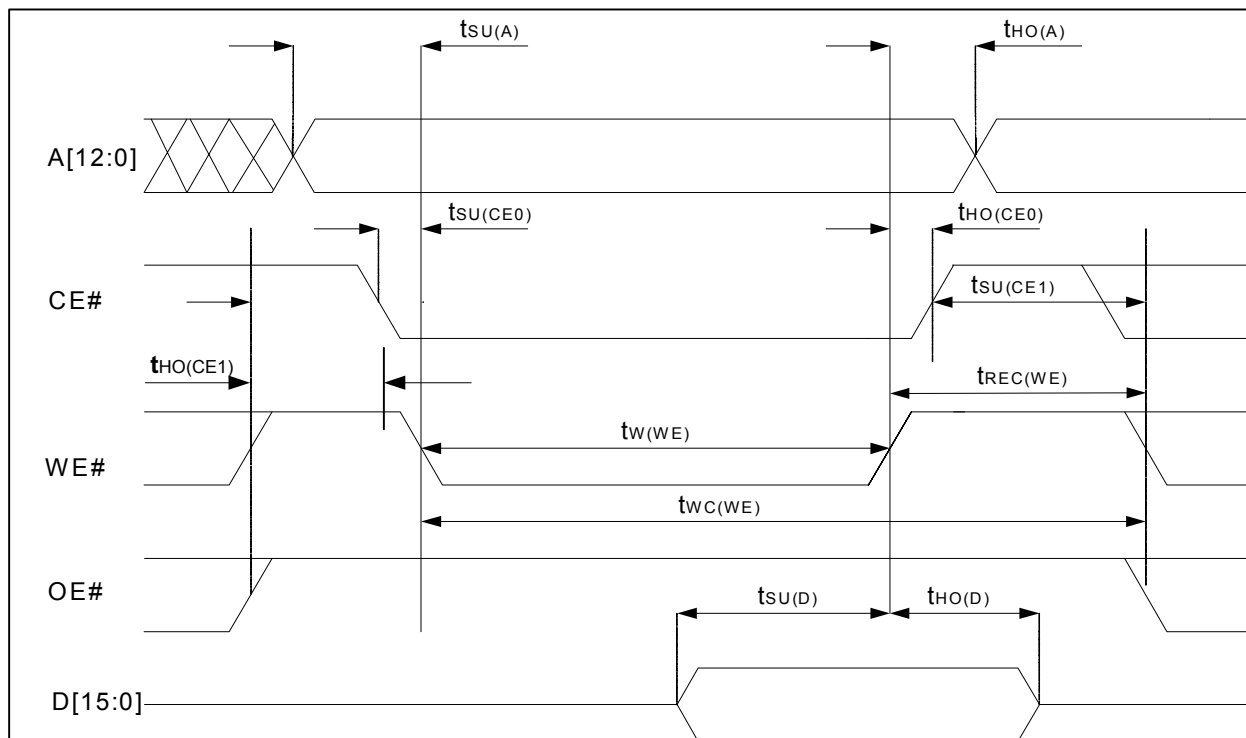 tSU(A)
tHO(A)
A[12:0]
tSU(CE0)
tHO(CE0)
CE#
tSU(CE1)
tHO(CE1)
tREC(WE)
tW(WE)
WE#
tWC(WE)
OE#
tSU(D)
tHO(D)
D[15:0]